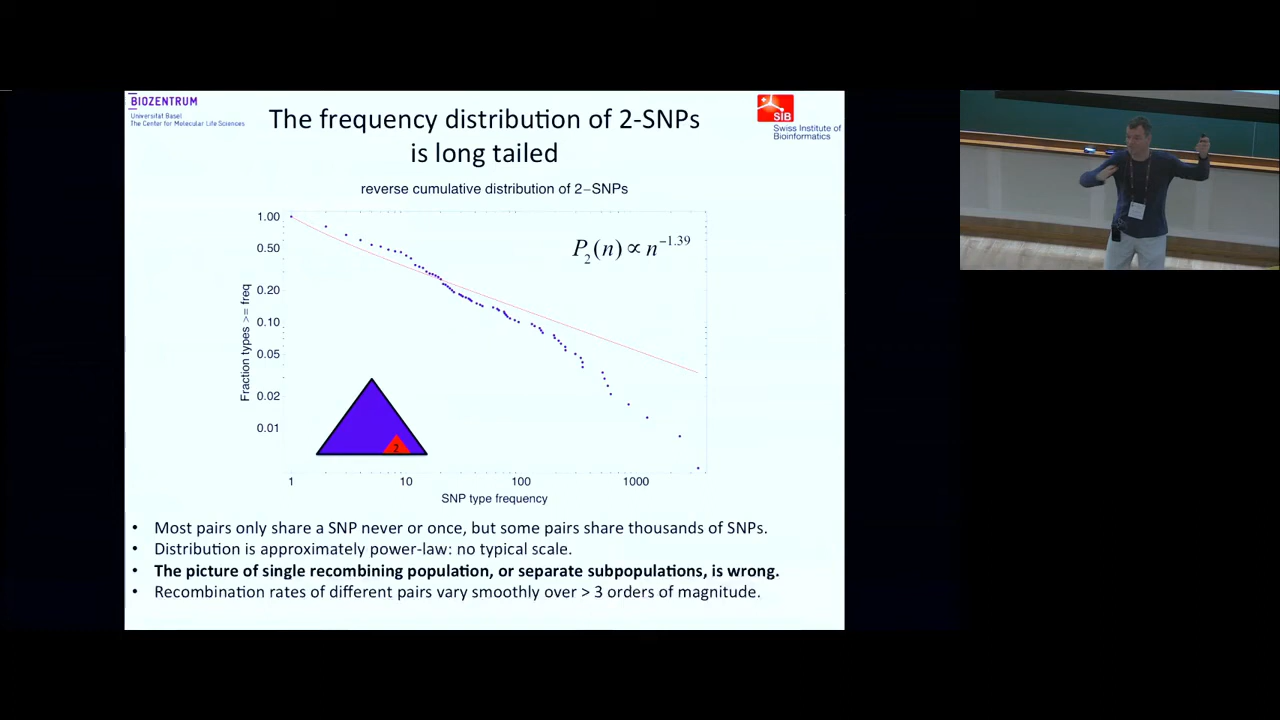 BIOZENTRUM
Universität Basel
The Center for Molecular Life Sciences
The frequency distribution of 2-SNPs
is long tailed
SIB
Swiss Institute of
Bioinformatics
reverse cumulative distribution of 2−SNPs
P₂(n) ∝ n^−1.39
1.00
0.50
0.20
0.10
0.05
0.02
0.01
Fraction types >= freq
2
1 10 100 1000
SNP type frequency
• Most pairs only share a SNP never or once, but some pairs share thousands of SNPs.
• Distribution is approximately power-law: no typical scale.
• The picture of single recombining population, or separate subpopulations, is wrong.
• Recombination rates of different pairs vary smoothly over > 3 orders of magnitude.